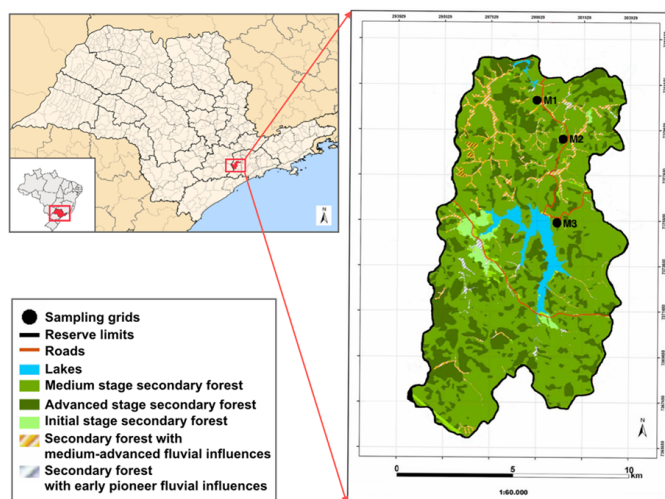 M1
M2
M3
Sampling grids
Reserve limits
Roads
Lakes
Medium stage secondary forest
Advanced stage secondary forest
Initial stage secondary forest
Secondary forest with
medium-advanced fluvial influences
Secondary forest
with early pioneer fluvial influences
0 5 10
km
1:60.000